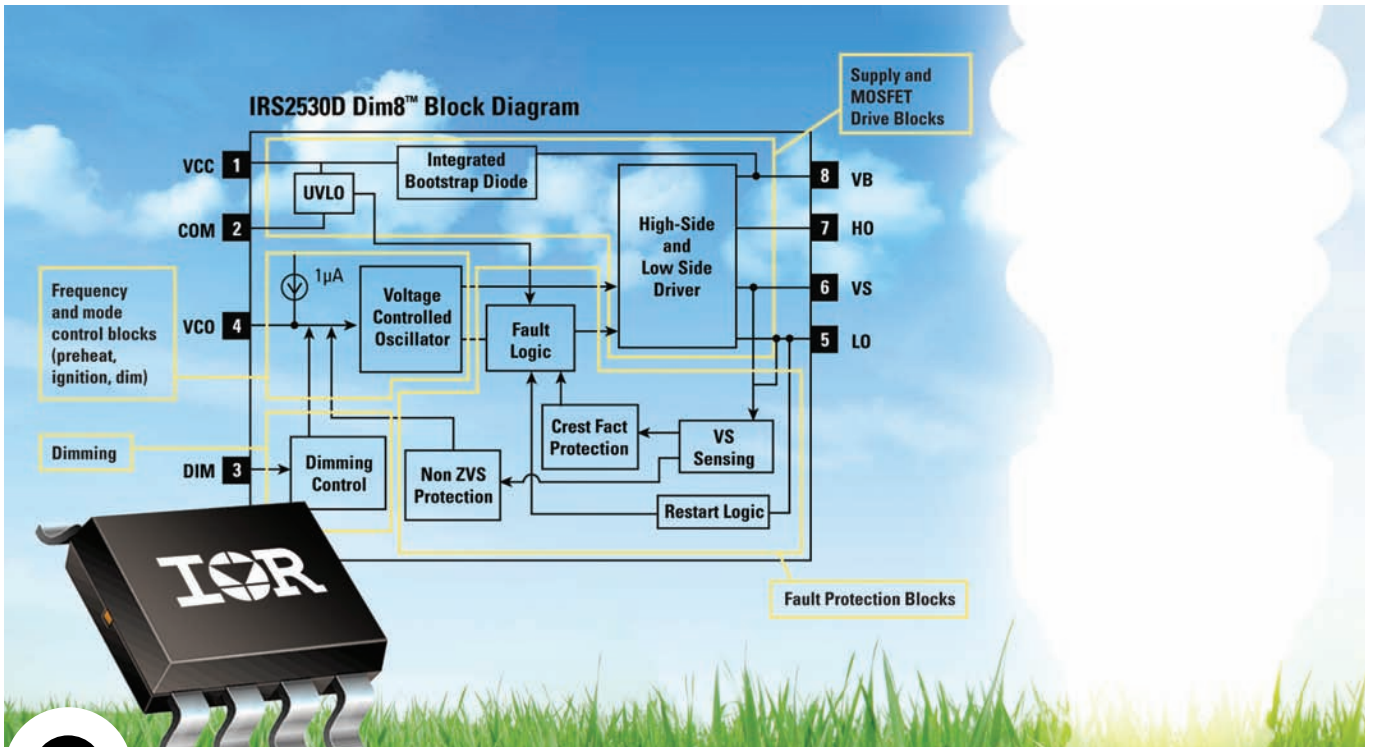 IRS2530D Dim8™ Block Diagram
Supply and
MOSFET
Drive Blocks
VCC 1
Integrated
Bootstrap Diode
UVLO
COM 2
High-Side
and
Low Side
Driver
8 VB
7 HO
6 VS
5 LO
Frequency
and mode
control blocks
(preheat,
ignition, dim)
1µA
VCO 4
Voltage
Controlled
Oscillator
Fault
Logic
Crest Fact
Protection
VS
Sensing
Dimming
DIM 3
Dimming
Control
Non ZVS
Protection
Restart Logic
Fault Protection Blocks
IOR